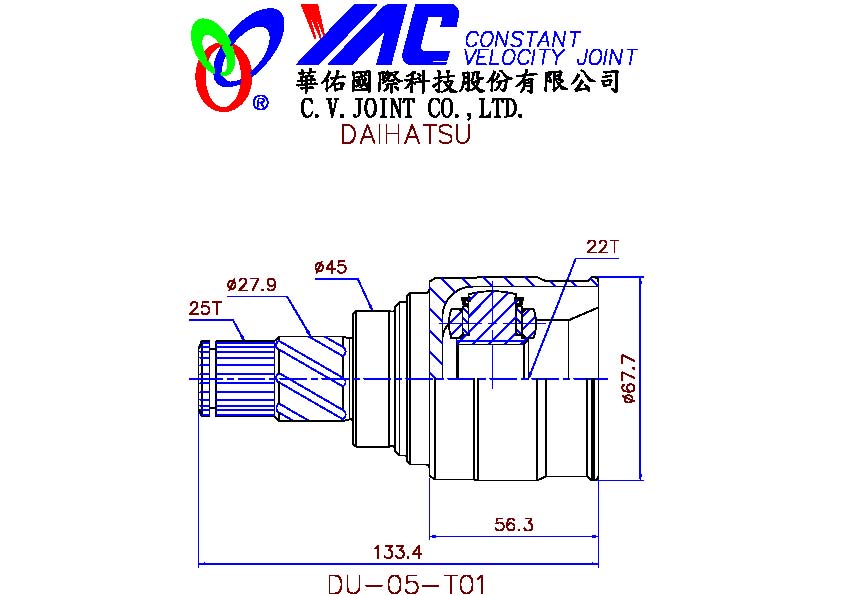 YAC CONSTANT
VELOCITY JOINT
®
華佑國際科技股份有限公司
C.V.JOINT CO.,LTD.
DAIHATSU
22T
ø45
ø27.9
25T
ø67.7
56.3
133.4
DU-05-T01